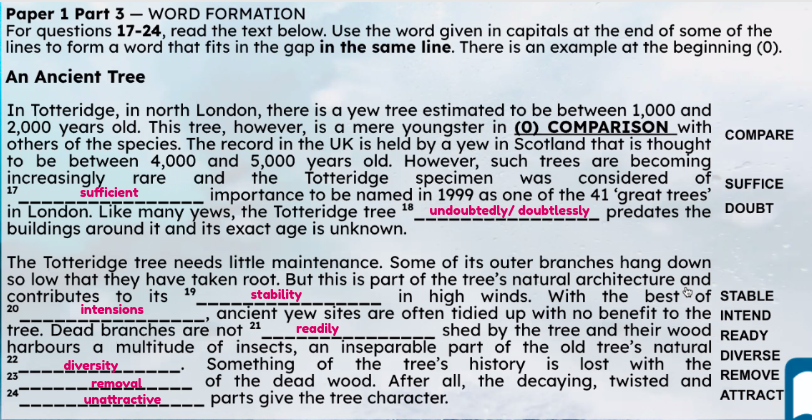 Paper 1 Part 3 — WORD FORMATION
For questions 17-24, read the text below. Use the word given in capitals at the end of some of the
lines to form a word that fits in the gap in the same line. There is an example at the beginning (0).
An Ancient Tree
In Totteridge, in north London, there is a yew tree estimated to be between 1,000 and
2,000 years old. This tree, however, is a mere youngster in (0) COMPARISON with COMPARE
others of the species. The record in the UK is held by a yew in Scotland that is thought
to be between 4,000 and 5,000 years old. However, such trees are becoming
increasingly rare and the Totteridge specimen was considered of
17 sufficient importance to be named in 1999 as one of the 41 ‘great trees’ SUFFICE
in London. Like many yews, the Totteridge tree 18 undoubtedly/ doubtlessly predates the DOUBT
buildings around it and its exact age is unknown.
The Totteridge tree needs little maintenance. Some of its outer branches hang down
so low that they have taken root. But this is part of the tree’s natural architecture and
contributes to its 19 stability in high winds. With the best of STABLE
20 intensions, ancient yew sites are often tidied up with no benefit to the INTEND
tree. Dead branches are not 21 readily shed by the tree and their wood READY
harbours a multitude of insects, an inseparable part of the old tree’s natural
22 diversity. Something of the tree’s history is lost with the DIVERSE
23 removal of the dead wood. After all, the decaying, twisted and REMOVE
24 unattractive parts give the tree character. ATTRACT